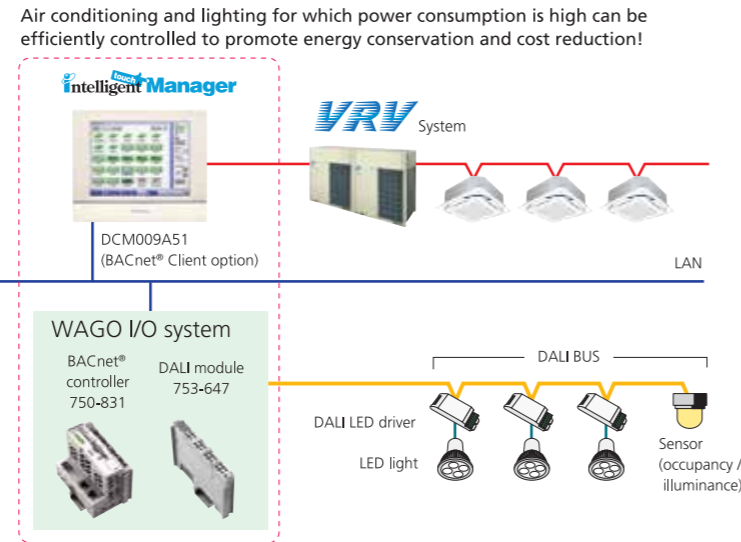 Air conditioning and lighting for which power consumption is high can be
efficiently controlled to promote energy conservation and cost reduction!
intelligent touch Manager
VRV System
DCM009A51
(BACnet® Client option)
LAN
WAGO I/O system
BACnet®
controller
750-831
DALI module
753-647
DALI BUS
DALI LED driver
LED light
Sensor
(occupancy /
illuminance)